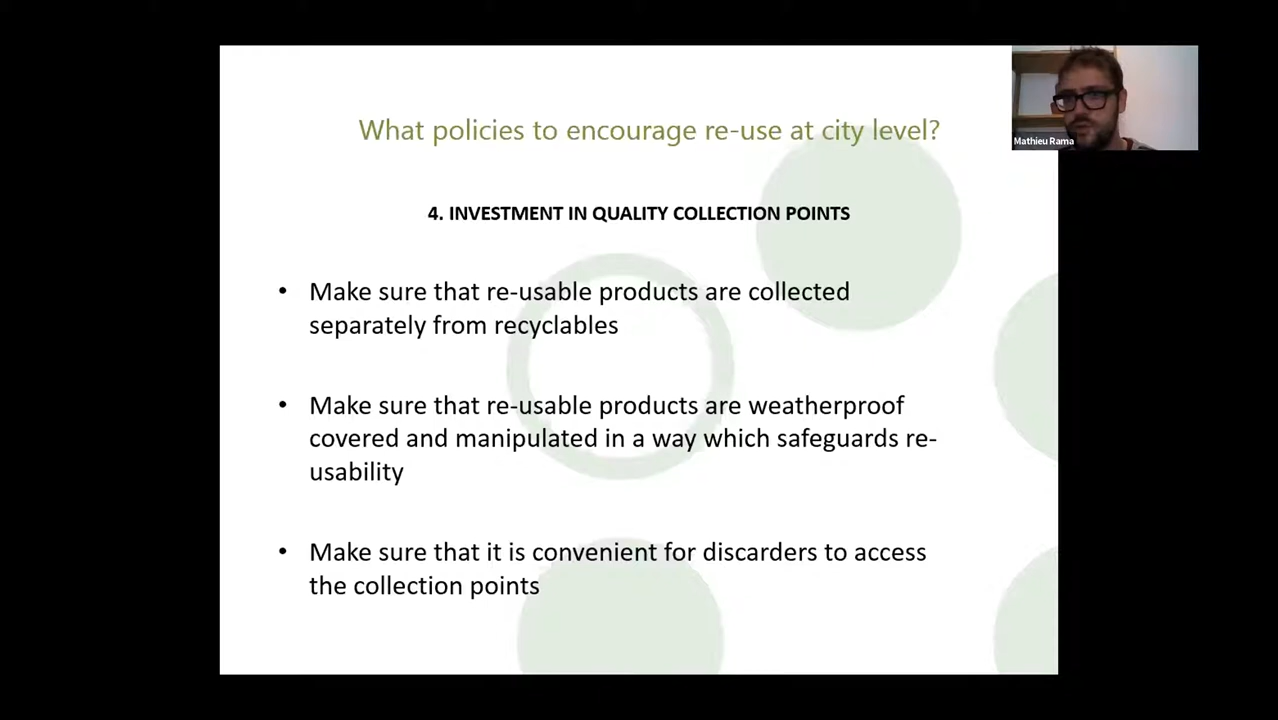 What policies to encourage re-use at city level?
Mathieu Rama
4. INVESTMENT IN QUALITY COLLECTION POINTS
• Make sure that re-usable products are collected
separately from recyclables
• Make sure that re-usable products are weatherproof
covered and manipulated in a way which safeguards re-
usability
• Make sure that it is convenient for discarders to access
the collection points